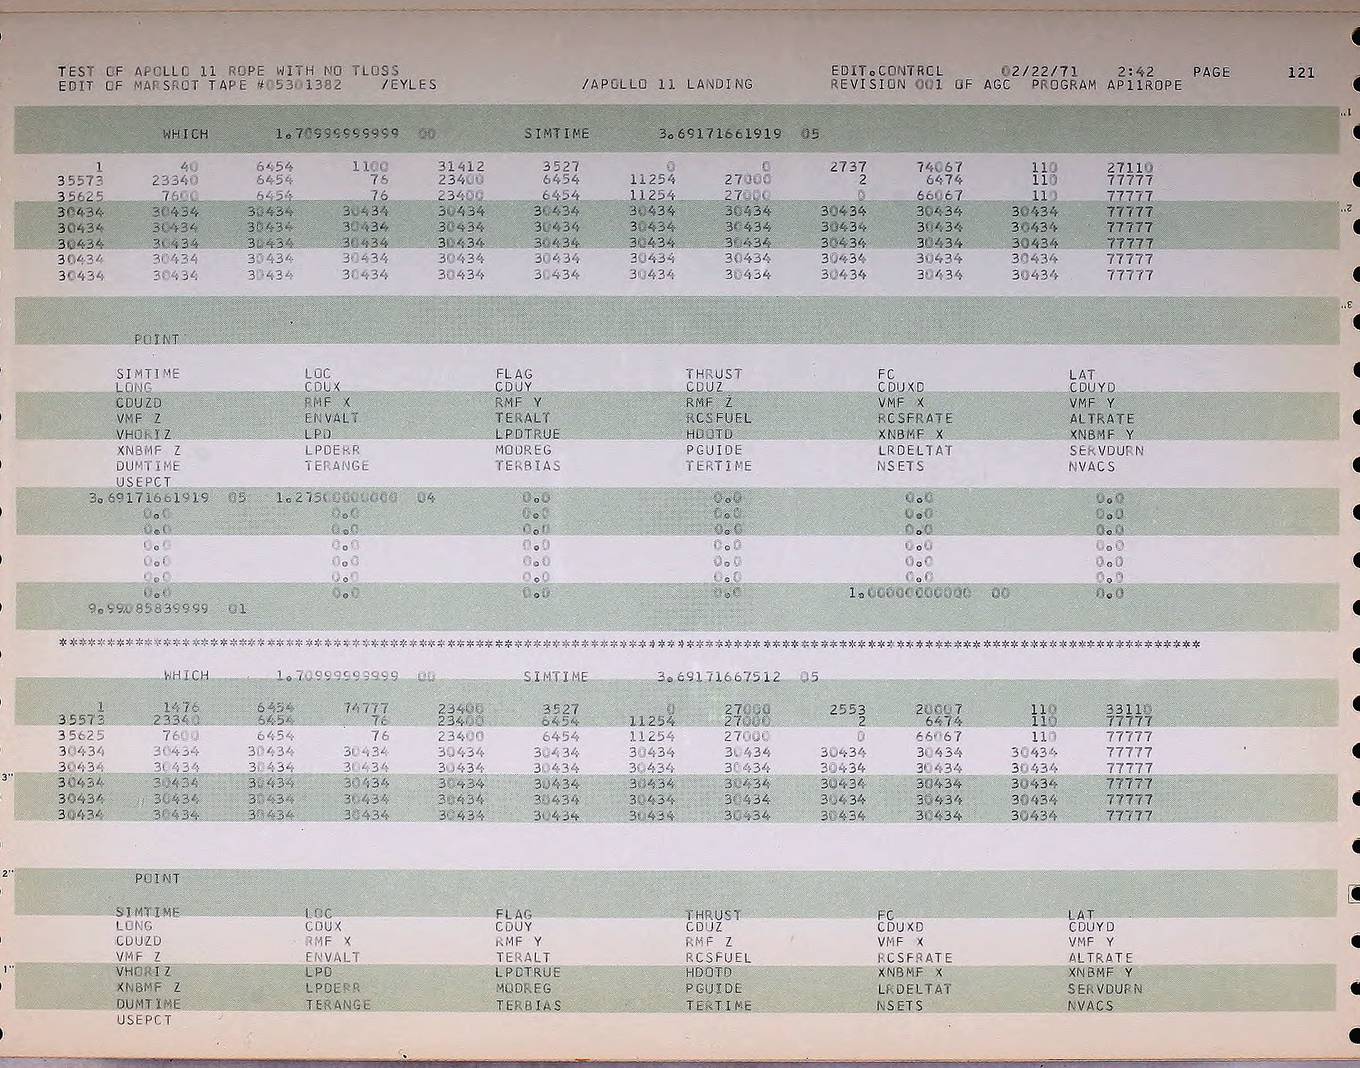 TEST OF APOLLO 11 ROPE WITH NO TLOSS EDIT.CONTROL 02/22/71 2:42 PAGE 121
EDIT OF MARSROT TAPE #05301382 /EYLES /APOLLO 11 LANDING REVISION 001 OF AGC PROGRAM AP11ROPE
WHICH 1.70999999999 00 SIMTIME 3.69171661919 05
1 40 6454 1100 31412 3527 0 0 2737 74067 110 27110
35573 23340 6454 76 23400 6454 11254 27000 2 6474 110 77777
35625 7600 6454 76 23400 6454 11254 27000 0 66067 110 77777
30434 30434 30434 30434 30434 30434 30434 30434 30434 30434 30434 77777
30434 30434 30434 30434 30434 30434 30434 30434 30434 30434 30434 77777
30434 30434 30434 30434 30434 30434 30434 30434 30434 30434 30434 77777
30434 30434 30434 30434 30434 30434 30434 30434 30434 30434 30434 77777
30434 30434 30434 30434 30434 30434 30434 30434 30434 30434 30434 77777
POINT
SIMTIME LOC FLAG THRUST FC LAT
LONG CDUX CDUY CDUZ CDUXD CDUYD
CDUZD RMF X RMF Y RMF Z VMF X VMF Y
VMF Z ENVALT TERALT RCSFUEL RCSFRATE ALTRATE
VHORIZ LPD LPDTRUE HDOTD XNBMF X XNBMF Y
XNBMF Z LPDERR MODREG PGUIDE LRDELTAT SERVDURN
DUMTIME TERANGE TERBIAS TERTIME NSETS NVACS
USEPCT
3.69171661919 05 1.27500000000 04 0.0 0.0 0.0 0.0
0.0 0.0 0.0 0.0 0.0 0.0
0.0 0.0 0.0 0.0 0.0 0.0
0.0 0.0 0.0 0.0 0.0 0.0
0.0 0.0 0.0 0.0 0.0 0.0
0.0 0.0 0.0 0.0 0.0 0.0
0.0 0.0 0.0 0.0 1.00000000000 00 0.0
9.99085839999 01
************************************************************************************************************************
WHICH 1.70999999999 00 SIMTIME 3.69171667512 05
1 1476 6454 74777 23400 3527 0 27000 2553 20007 110 33110
35573 23340 6454 76 23400 6454 11254 27000 2 6474 110 77777
35625 7600 6454 76 23400 6454 11254 27000 0 66067 110 77777
30434 30434 30434 30434 30434 30434 30434 30434 30434 30434 30434 77777
30434 30434 30434 30434 30434 30434 30434 30434 30434 30434 30434 77777
30434 30434 30434 30434 30434 30434 30434 30434 30434 30434 30434 77777
30434 30434 30434 30434 30434 30434 30434 30434 30434 30434 30434 77777
30434 30434 30434 30434 30434 30434 30434 30434 30434 30434 30434 77777
POINT
SIMTIME LOC FLAG THRUST FC LAT
LONG CDUX CDUY CDUZ CDUXD CDUYD
CDUZD RMF X RMF Y RMF Z VMF X VMF Y
VMF Z ENVALT TERALT RCSFUEL RCSFRATE ALTRATE
VHORIZ LPD LPDTRUE HDOTD XNBMF X XNBMF Y
XNBMF Z LPDERR MODREG PGUIDE LRDELTAT SERVDURN
DUMTIME TERANGE TERBIAS TERTIME NSETS NVACS
USEPCT
1"
2"
3"
3"
2"
1"